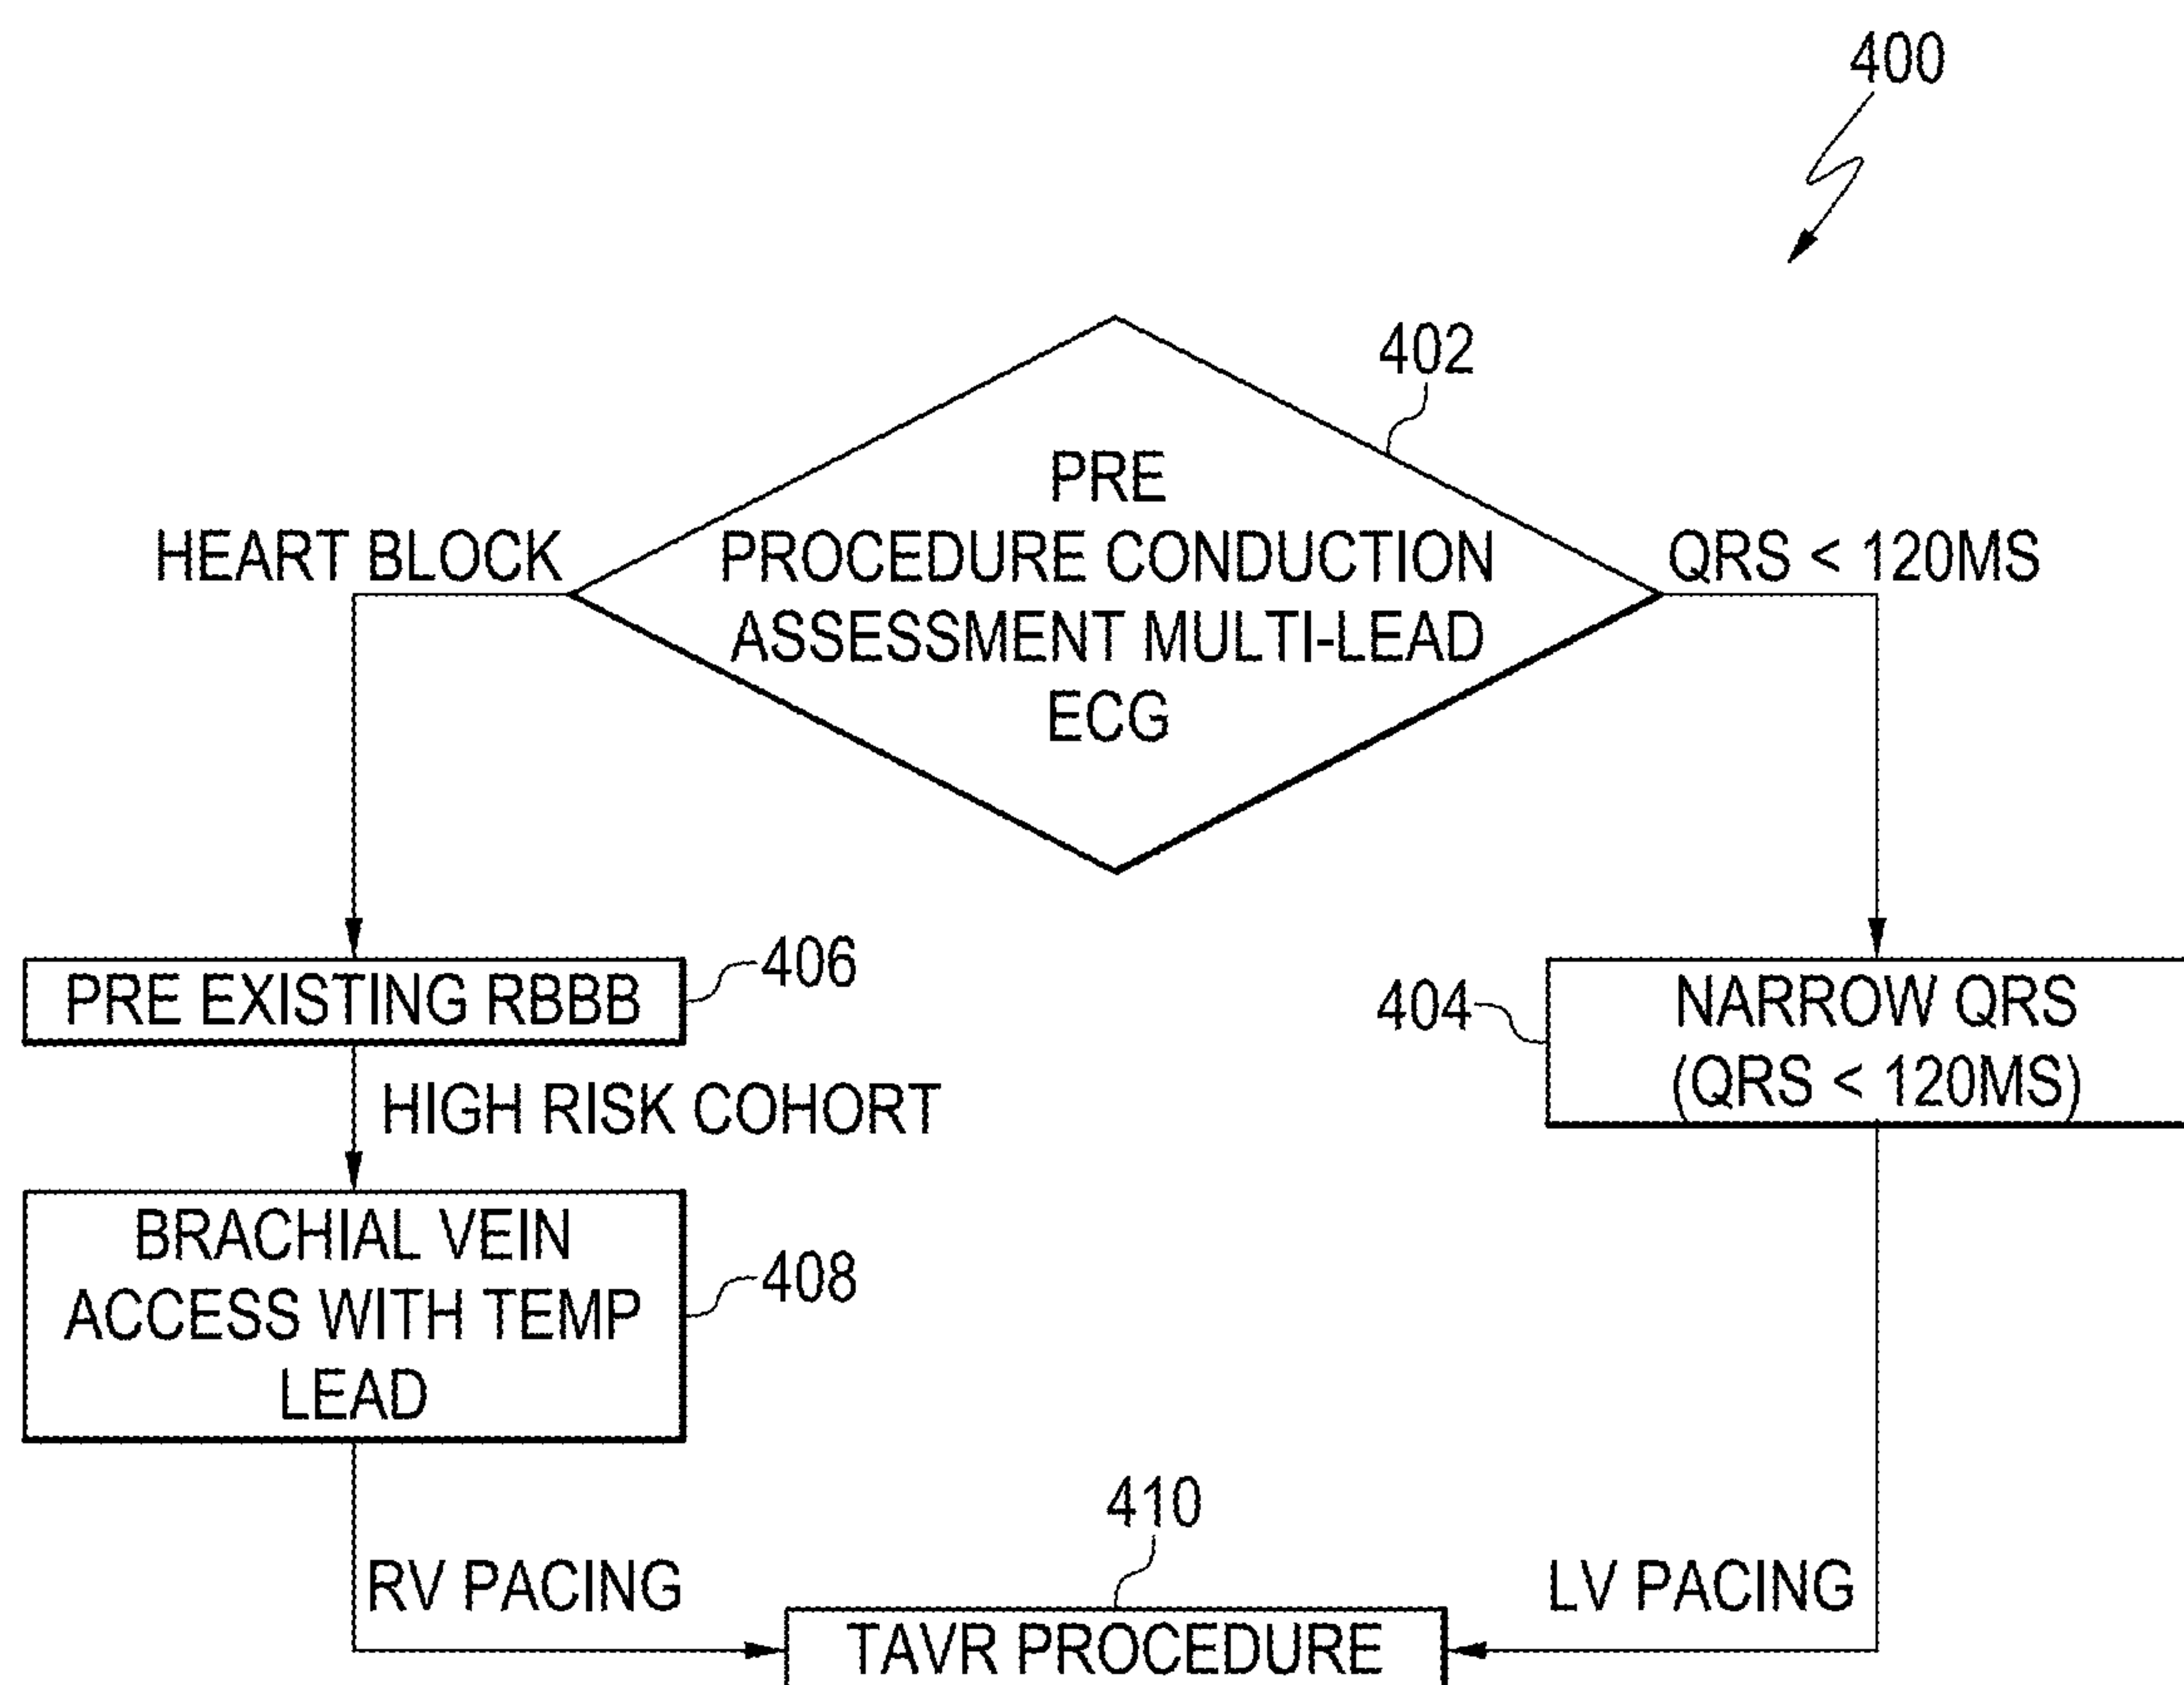 400
402
PRE
PROCEDURE CONDUCTION
ASSESSMENT MULTI-LEAD
ECG
HEART BLOCK
QRS < 120MS
PRE EXISTING RBBB
406
404
NARROW QRS
(QRS < 120MS)
HIGH RISK COHORT
BRACHIAL VEIN
ACCESS WITH TEMP
LEAD
408
410
RV PACING
LV PACING
TAVR PROCEDURE